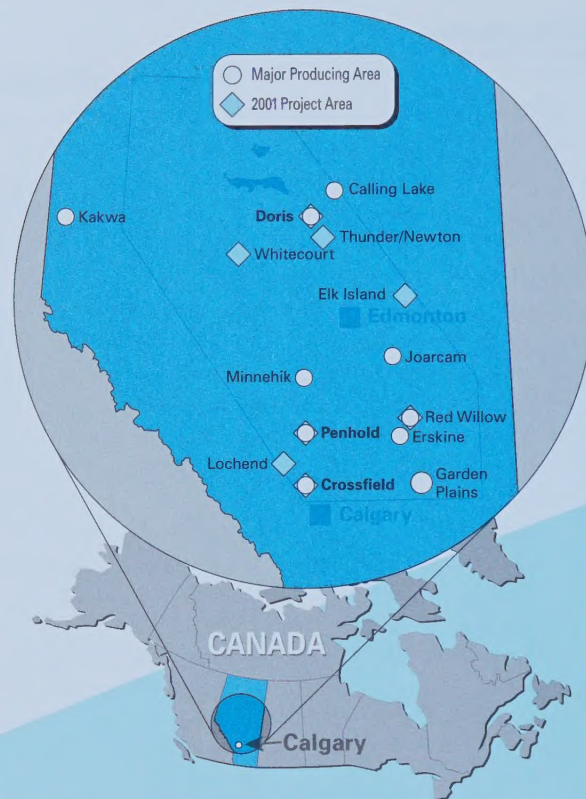 Major Producing Area
2001 Project Area
Calling Lake
Kakwa
Doris
Thunder/Newton
Whitecourt
Elk Island
Edmonton
Joarcam
Minnehik
Red Willow
Penhold
Erskine
Lochend
Garden
Plains
Crossfield
Calgary
CANADA
Calgary